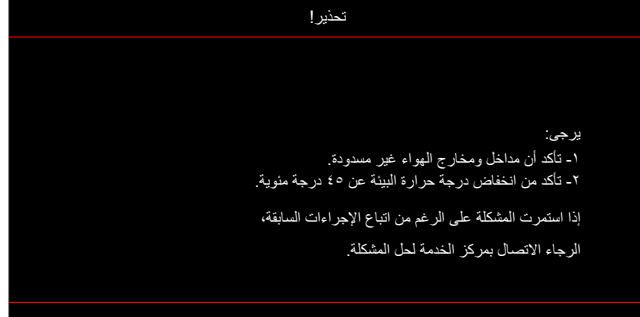 تحذير!
يرجى:
١- تأكد أن مداخل ومخارج الهواء غير مسدودة.
٢- تأكد من انخفاض درجة حرارة البيئة عن ٤٥ درجة مئوية.
إذا استمرت المشكلة على الرغم من اتباع الإجراءات السابقة،
الرجاء الاتصال بمركز الخدمة لحل المشكلة.